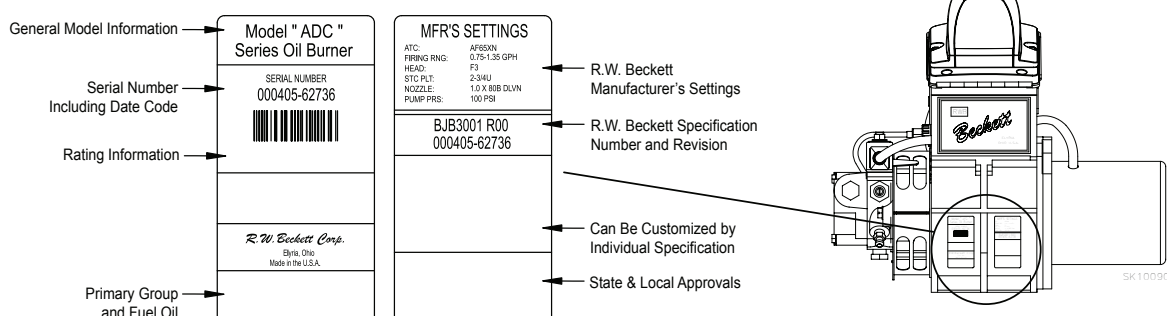 General Model Information
Serial Number
Including Date Code
Rating Information
Primary Group
and Fuel Oil
Model " ADC "
Series Oil Burner
SERIAL NUMBER
000405-62736
R.W. Beckett Corp.
Elyria, Ohio
Made in the U.S.A.
MFR'S SETTINGS
ATC: AF65XN
FIRING RNG: 0.75-1.35 GPH
HEAD: F3
STC PLT: 2-3/4U
NOZZLE: 1.0 X 80B DLVN
PUMP PRS: 100 PSI
BJB3001 R00
000405-62736
R.W. Beckett
Manufacturer's Settings
R.W. Beckett Specification
Number and Revision
Can Be Customized by
Individual Specification
State & Local Approvals
Beckett
SK10090